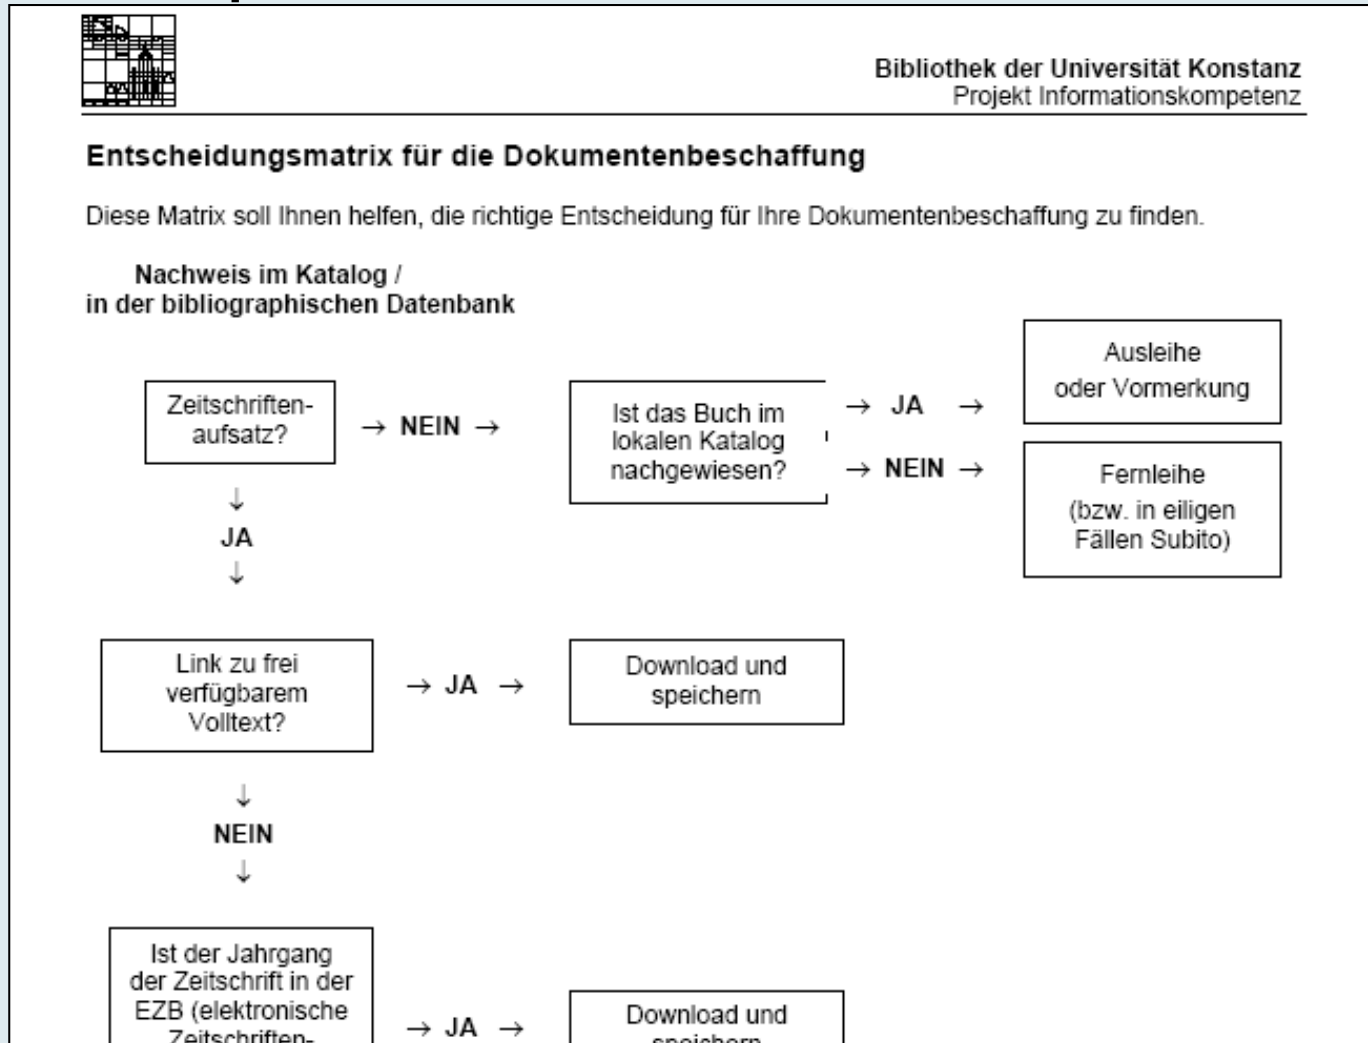 Bibliothek der Universität Konstanz
Projekt Informationskompetenz
Entscheidungsmatrix für die Dokumentenbeschaffung
Diese Matrix soll Ihnen helfen, die richtige Entscheidung für Ihre Dokumentenbeschaffung zu finden.
Nachweis im Katalog /
in der bibliographischen Datenbank
Zeitschriften-
aufsatz?
→ NEIN →
Ist das Buch im
lokalen Katalog
nachgewiesen?
→ JA →
Ausleihe
oder Vormerkung
→ NEIN →
Fernleihe
(bzw. in eiligen
Fällen Subito)
↓
JA
↓
Link zu frei
verfügbarem
Volltext?
→ JA →
Download und
speichern
↓
NEIN
↓
Ist der Jahrgang
der Zeitschrift in der
EZB (elektronische
Zeitschriften-
→ JA →
Download und
speichern